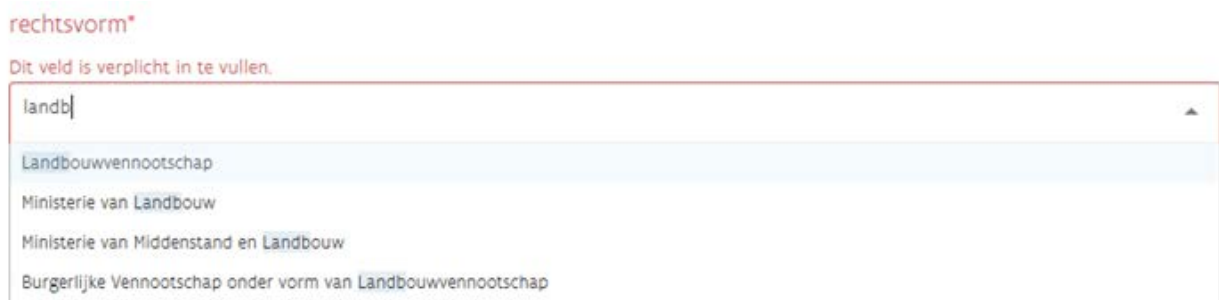 rechtsvorm*
Dit veld is verplicht in te vullen.
landb
Landbouwvennootschap
Ministerie van Landbouw
Ministerie van Middenstand en Landbouw
Burgerlijke Vennootschap onder vorm van Landbouwvennootschap